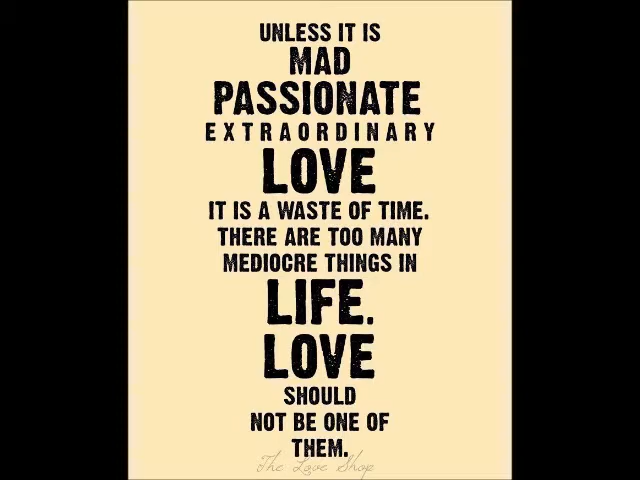 UNLESS IT IS
MAD
PASSIONATE
EXTRAORDINARY
LOVE
IT IS A WASTE OF TIME.
THERE ARE TOO MANY
MEDIOCRE THINGS IN
LIFE.
LOVE
SHOULD
NOT BE ONE OF
THEM.
The Love Shop